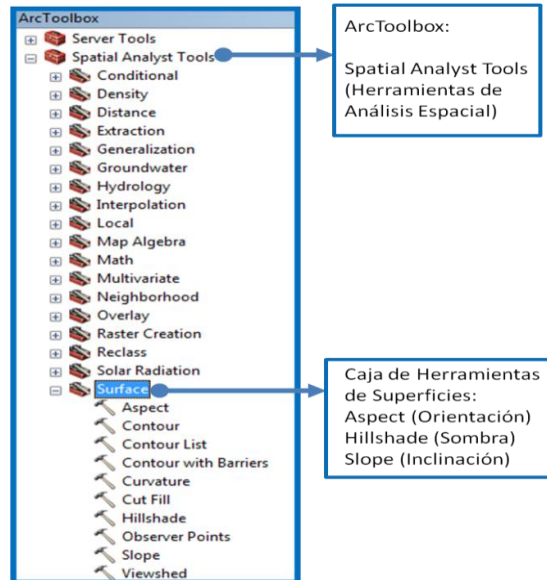 ArcToolbox
Server Tools
Spatial Analyst Tools
Conditional
Density
Distance
Extraction
Generalization
Groundwater
Hydrology
Interpolation
Local
Map Algebra
Math
Multivariate
Neighborhood
Overlay
Raster Creation
Reclass
Solar Radiation
Surface
Aspect
Contour
Contour List
Contour with Barriers
Curvature
Cut Fill
Hillshade
Observer Points
Slope
Viewshed
ArcToolbox:
Spatial Analyst Tools
(Herramientas de
Análisis Espacial)
Caja de Herramientas
de Superficies:
Aspect (Orientación)
Hillshade (Sombra)
Slope (Inclinación)